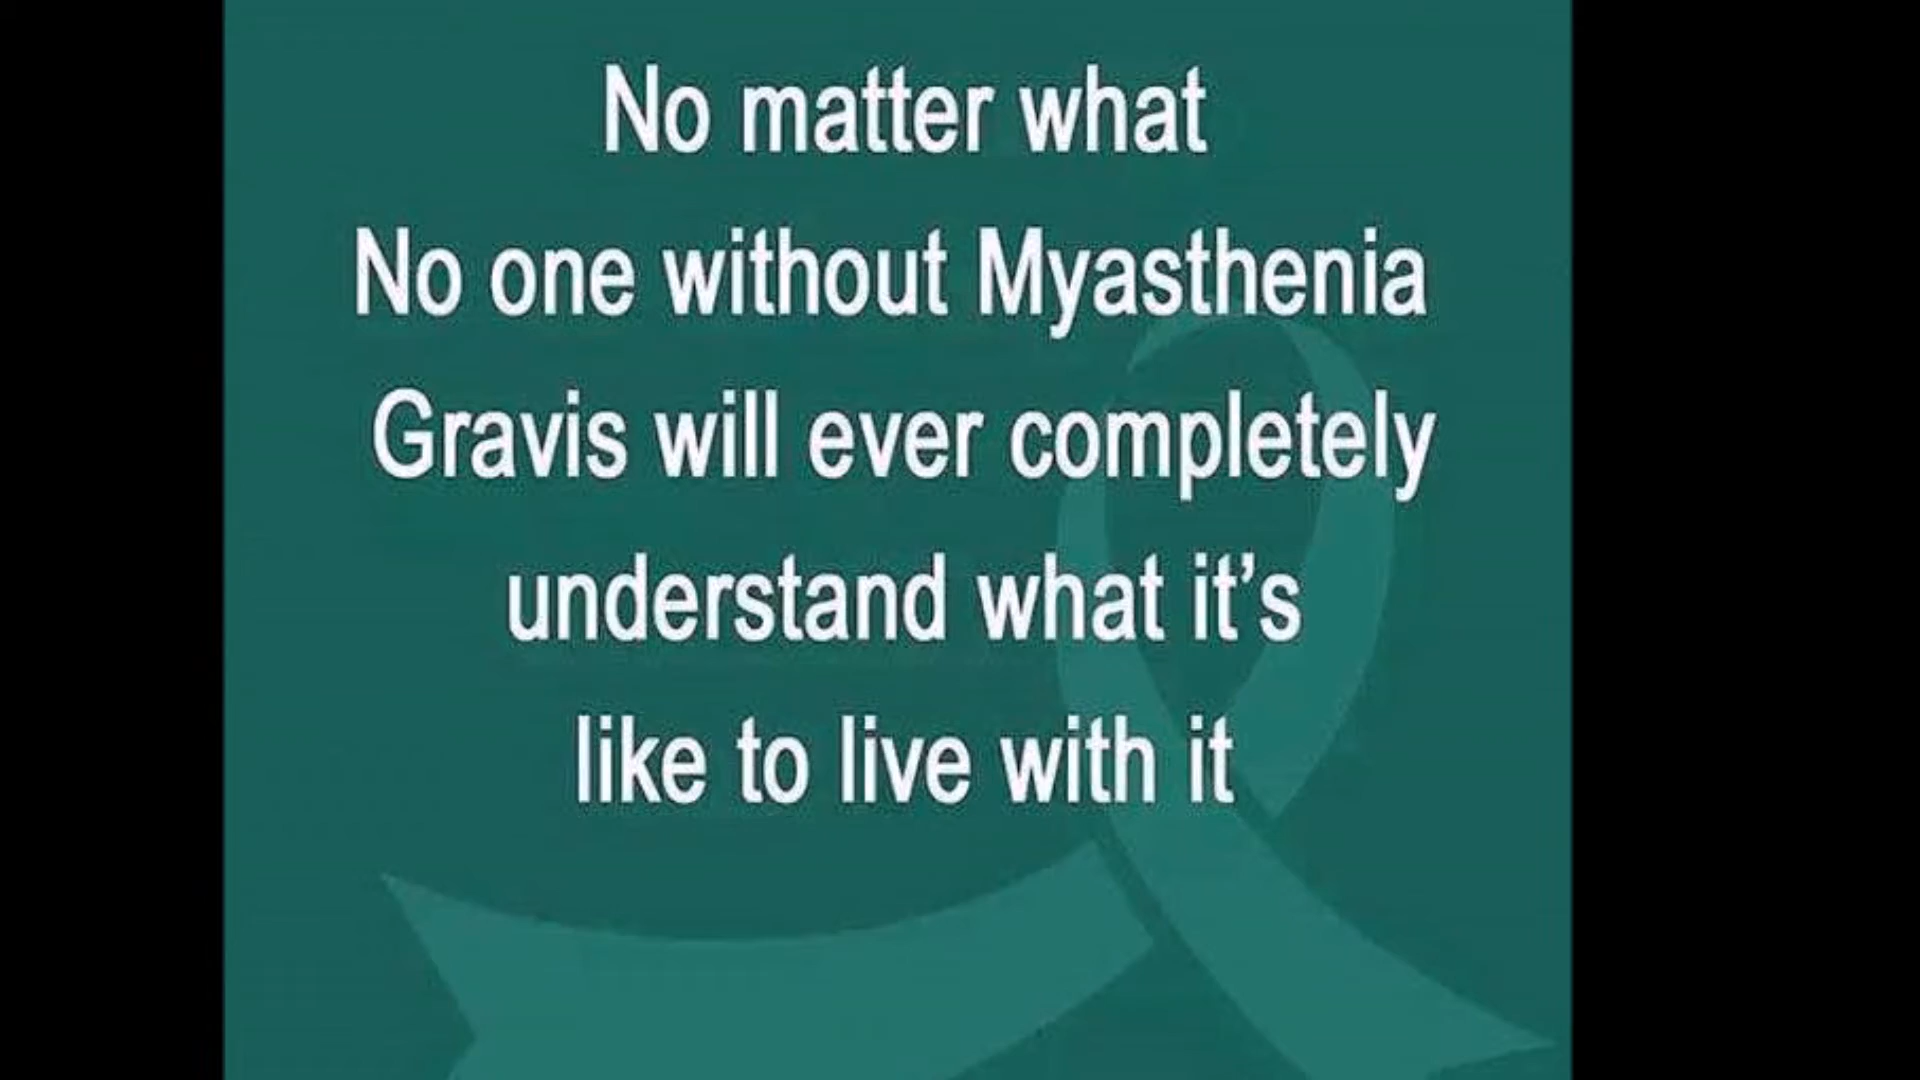 No matter what
No one without Myasthenia
Gravis will ever completely
understand what it’s
like to live with it